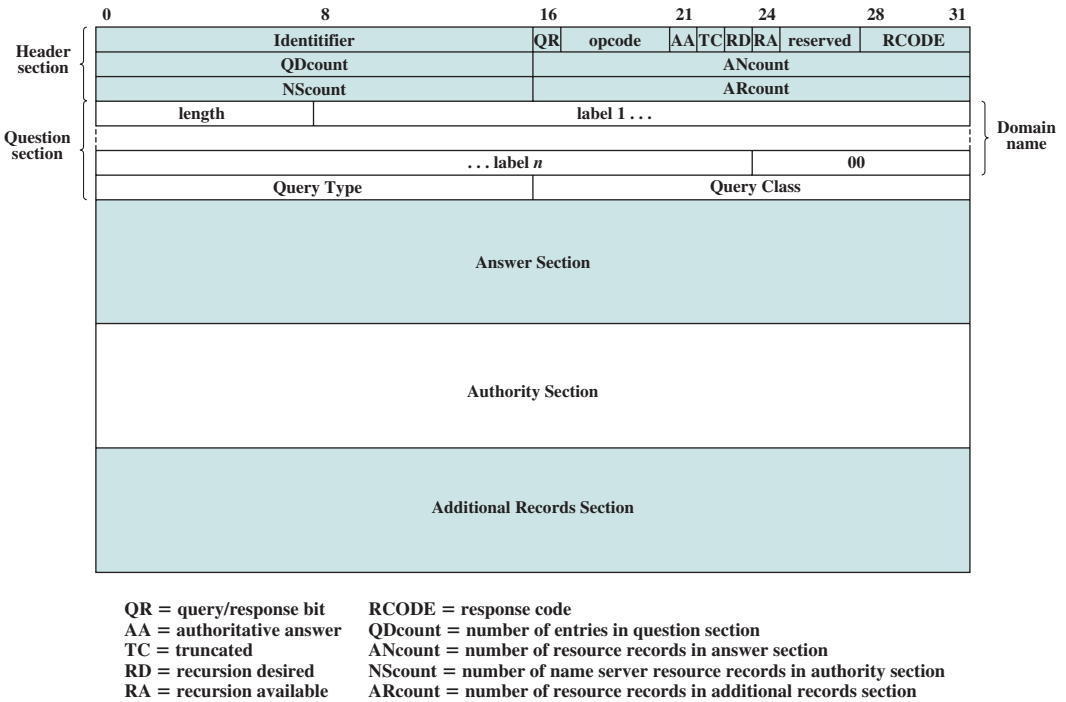 0 8 16 21 24 28 31
Header
section
Identitifier QR opcode AA TC RD RA reserved RCODE
QDcount ANcount
NScount ARcount
Question
section
length label 1 . . .
Domain
name
. . . label n 00
Query Type Query Class
Answer Section
Authority Section
Additional Records Section
QR = query/response bit
AA = authoritative answer
TC = truncated
RD = recursion desired
RA = recursion available
RCODE = response code
QDcount = number of entries in question section
ANcount = number of resource records in answer section
NScount = number of name server resource records in authority section
ARcount = number of resource records in additional records section